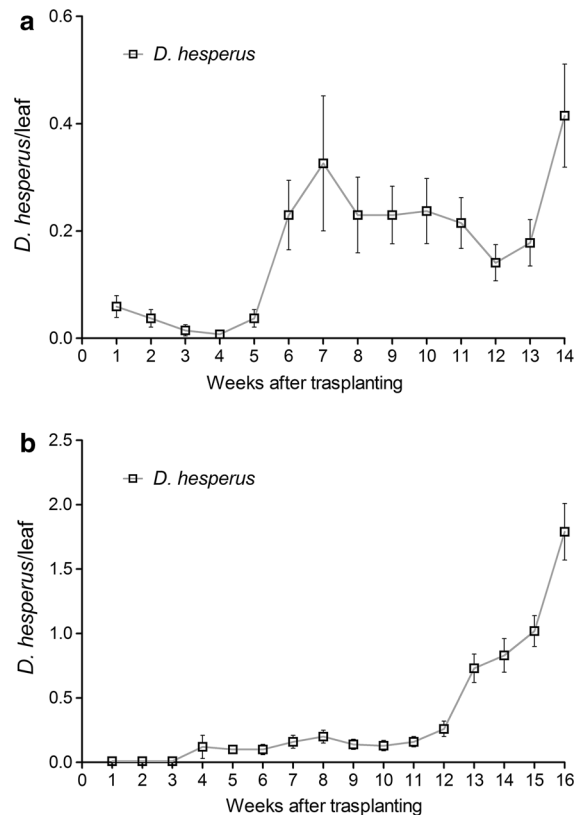 a
D. hesperus
D. hesperus/leaf
0.6
0.4
0.2
0.0
0 1 2 3 4 5 6 7 8 9 10 11 12 13 14
Weeks after trasplanting
b
D. hesperus
D. hesperus/leaf
2.5
2.0
1.5
1.0
0.5
0.0
0 1 2 3 4 5 6 7 8 9 10 11 12 13 14 15 16
Weeks after trasplanting